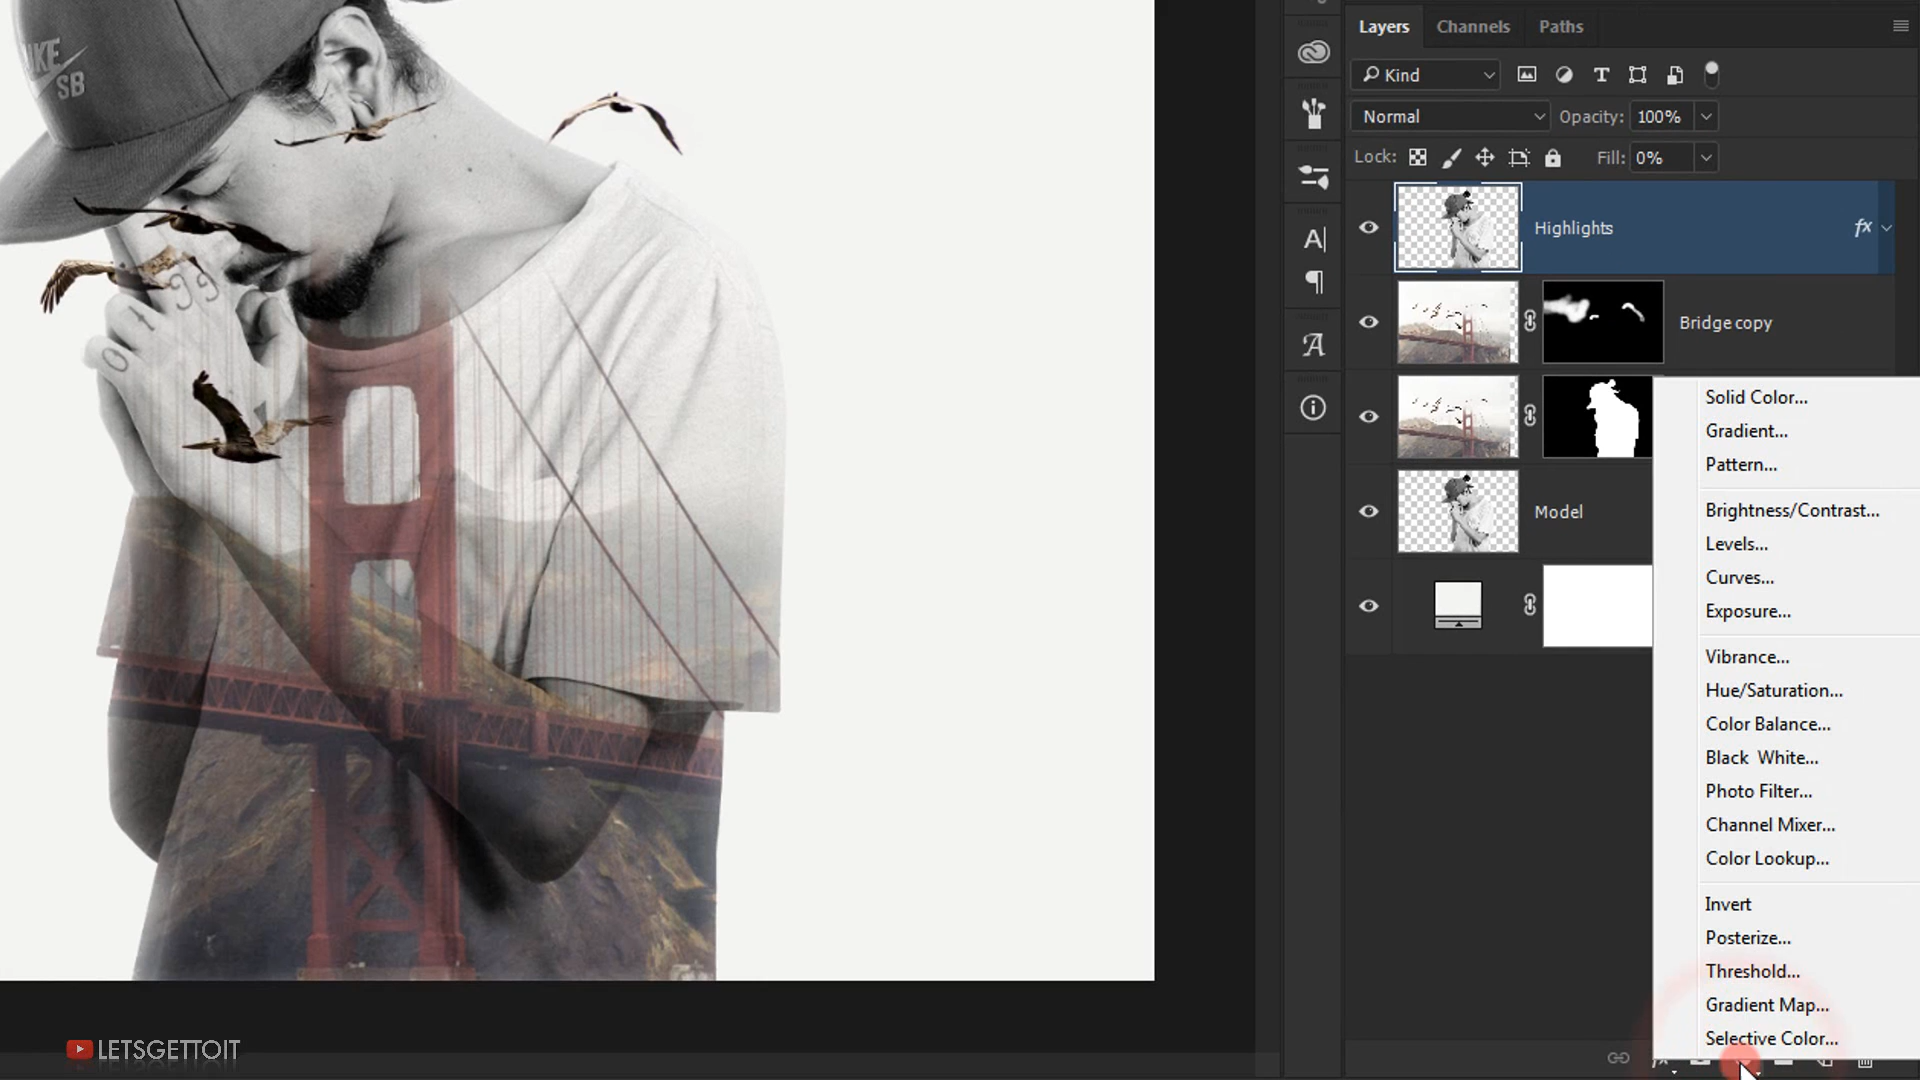 Layers Channels Paths
Kind
Normal Opacity: 100%
Lock: Fill: 0%
Highlights fx
Bridge copy
Model
Solid Color...
Gradient...
Pattern...
Brightness/Contrast...
Levels...
Curves...
Exposure...
Vibrance...
Hue/Saturation...
Color Balance...
Black  White...
Photo Filter...
Channel Mixer...
Color Lookup...
Invert
Posterize...
Threshold...
Gradient Map...
Selective Color...
SB
LETSGETTOIT